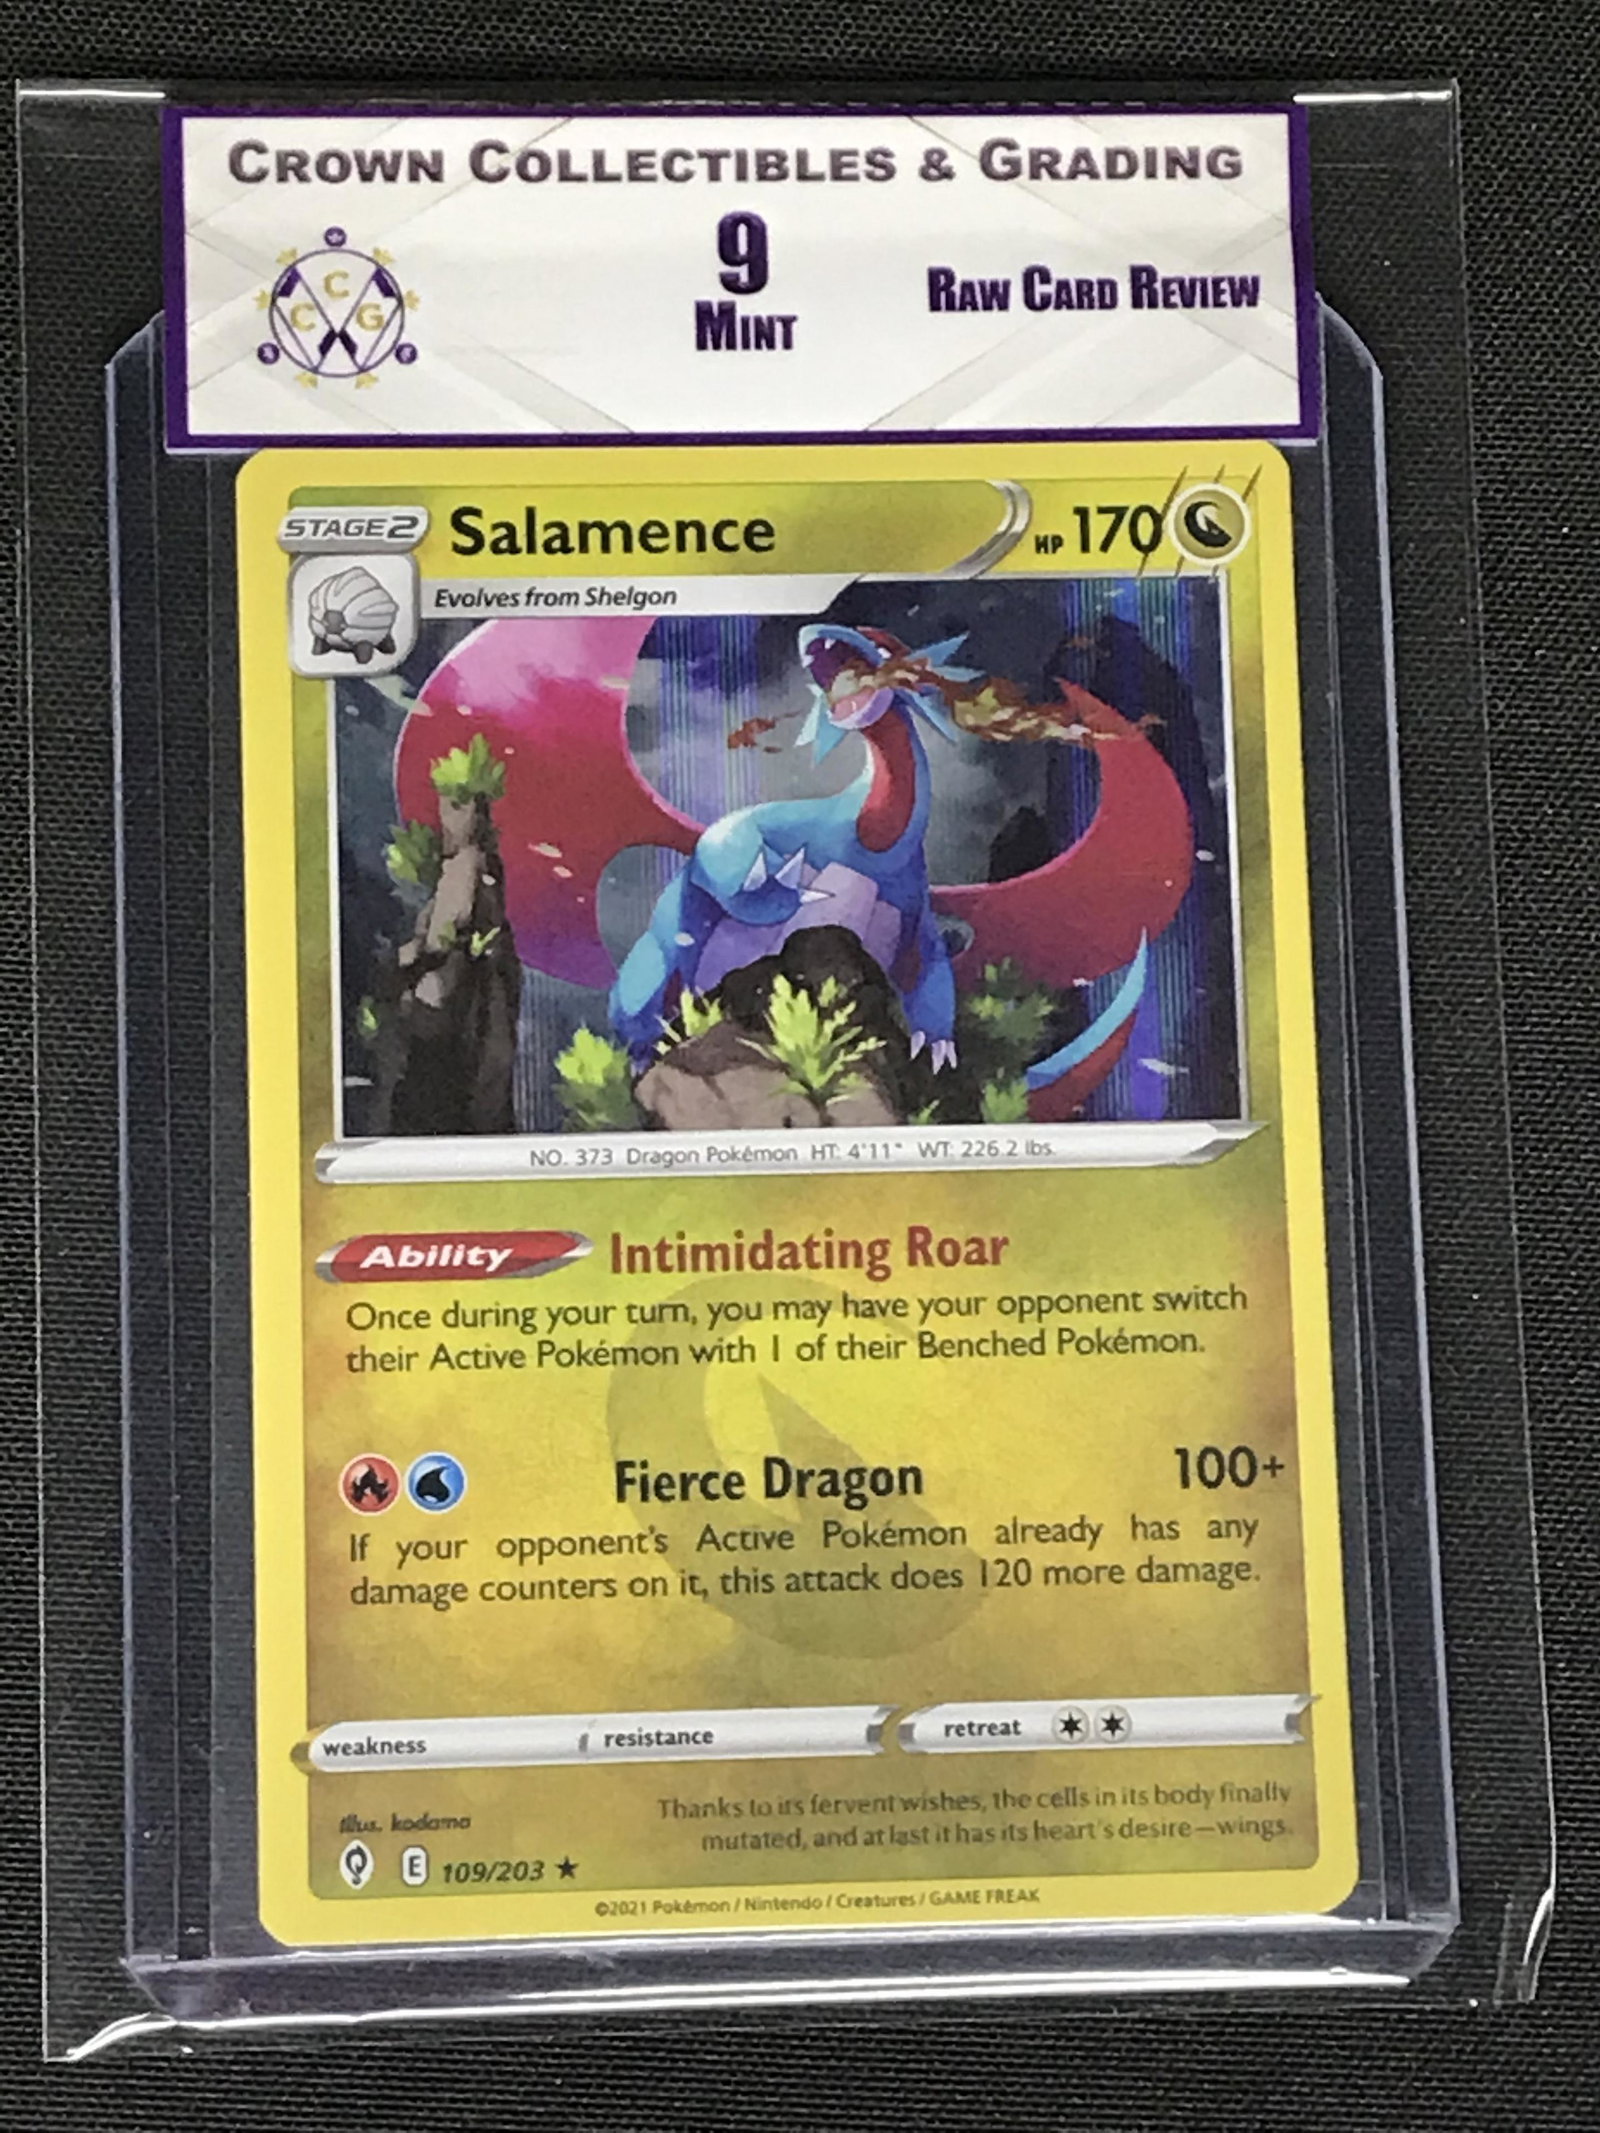 CROWN COLLECTIBLES & GRADING
9
MINT
RAW CARD REVIEW
C
C G
STAGE 2
Salamence
HP 170
Evolves from Shelgon
NO. 373 Dragon Pokémon HT: 4'11" WT: 226.2 lbs.
Ability Intimidating Roar
Once during your turn, you may have your opponent switch
their Active Pokémon with 1 of their Benched Pokémon.
Fierce Dragon 100+
If your opponent's Active Pokémon already has any
damage counters on it, this attack does 120 more damage.
weakness resistance retreat
Thanks to its fervent wishes, the cells in its body finally
mutated, and at last it has its heart's desire—wings.
Illus. kodama
E 109/203 ★
©2021 Pokémon / Nintendo / Creatures / GAME FREAK